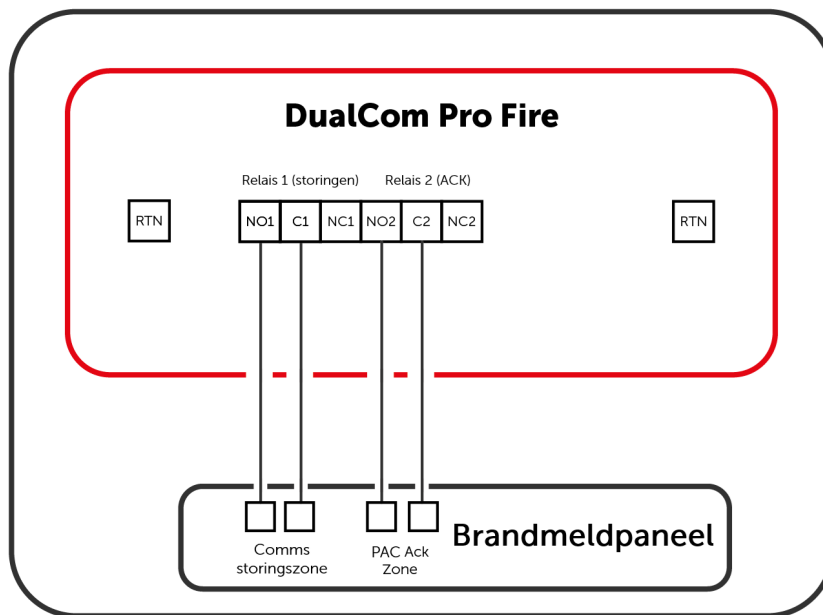 DualCom Pro Fire
Relais 1 (storingen) Relais 2 (ACK)
RTN NO1 C1 NC1 NO2 C2 NC2 RTN
Brandmeldpaneel
Comms
storingszone
PAC Ack
Zone